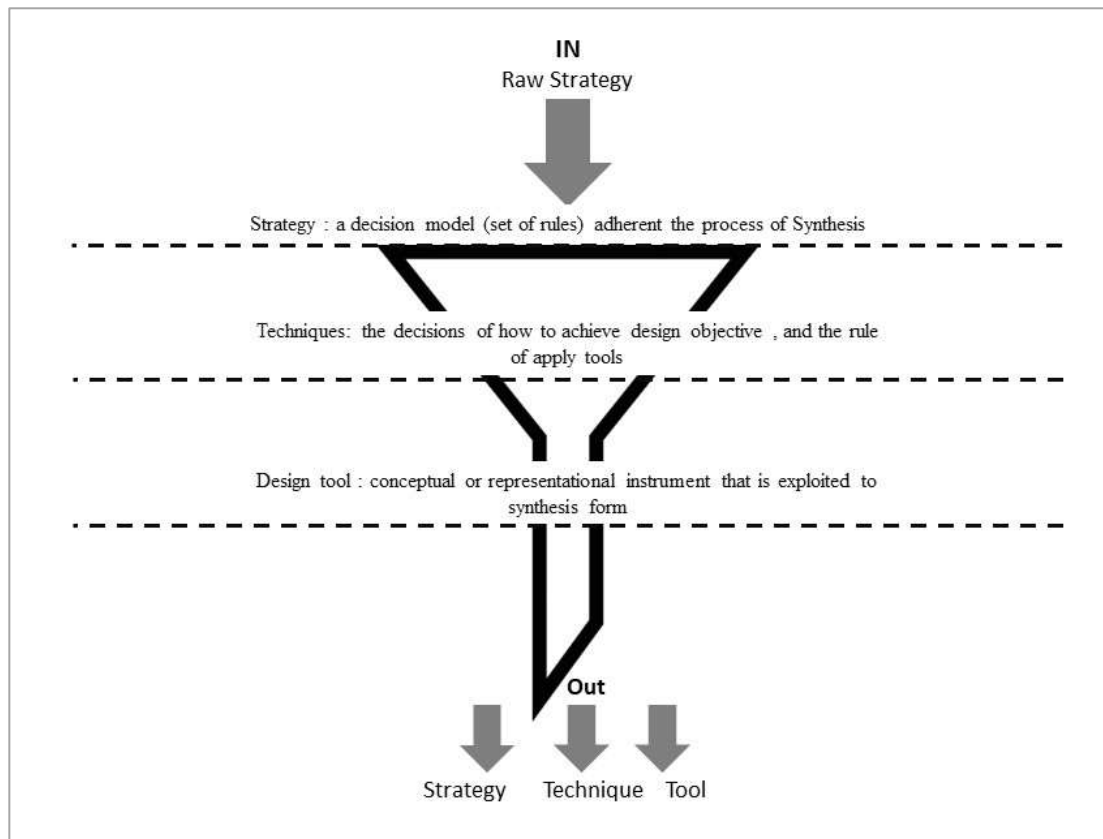 IN
Raw Strategy
Strategy : a decision model (set of rules) adherent the process of Synthesis
Techniques: the decisions of how to achieve design objective , and the rule
of apply tools
Design tool : conceptual or representational instrument that is exploited to
synthesis form
Out
Strategy Technique Tool